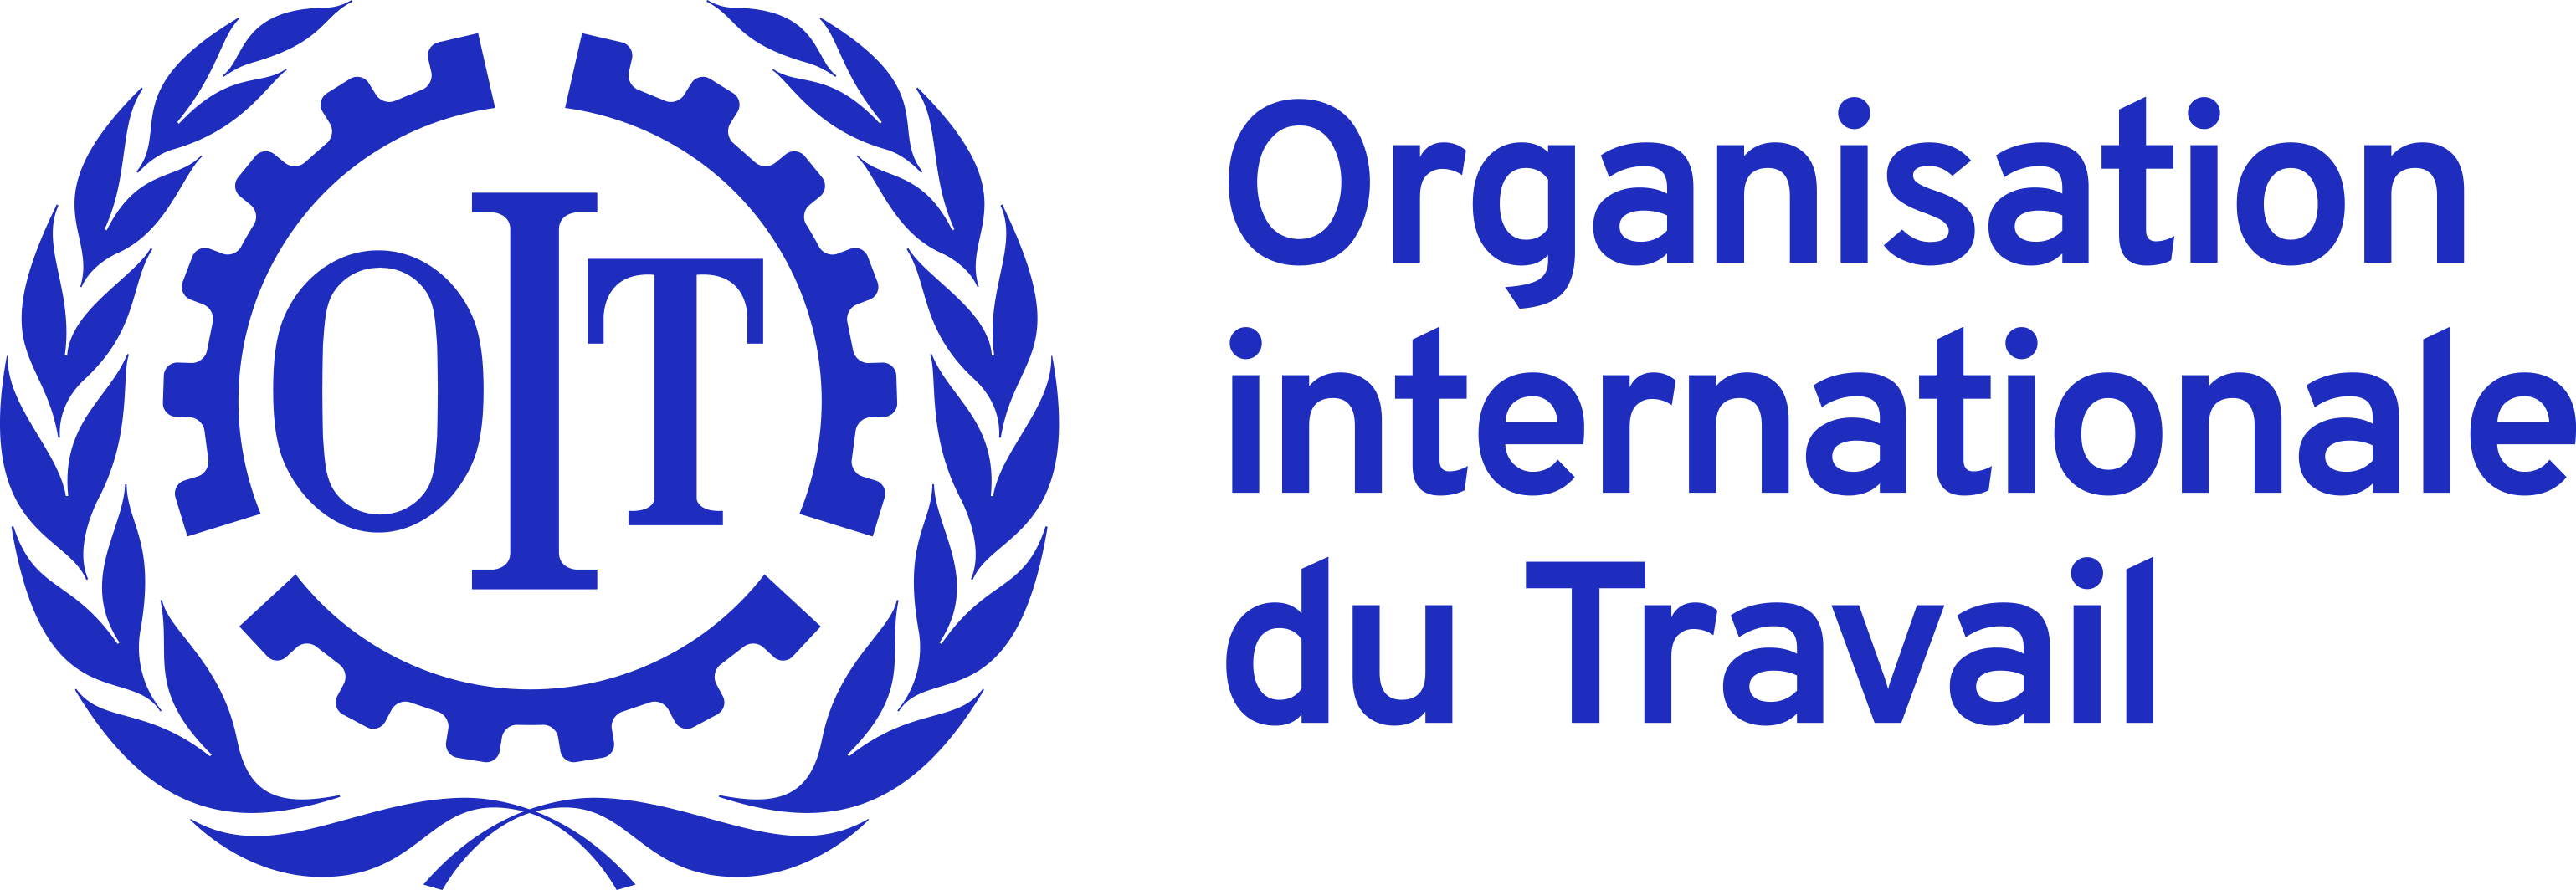 OIT
Organisation
internationale
du Travail